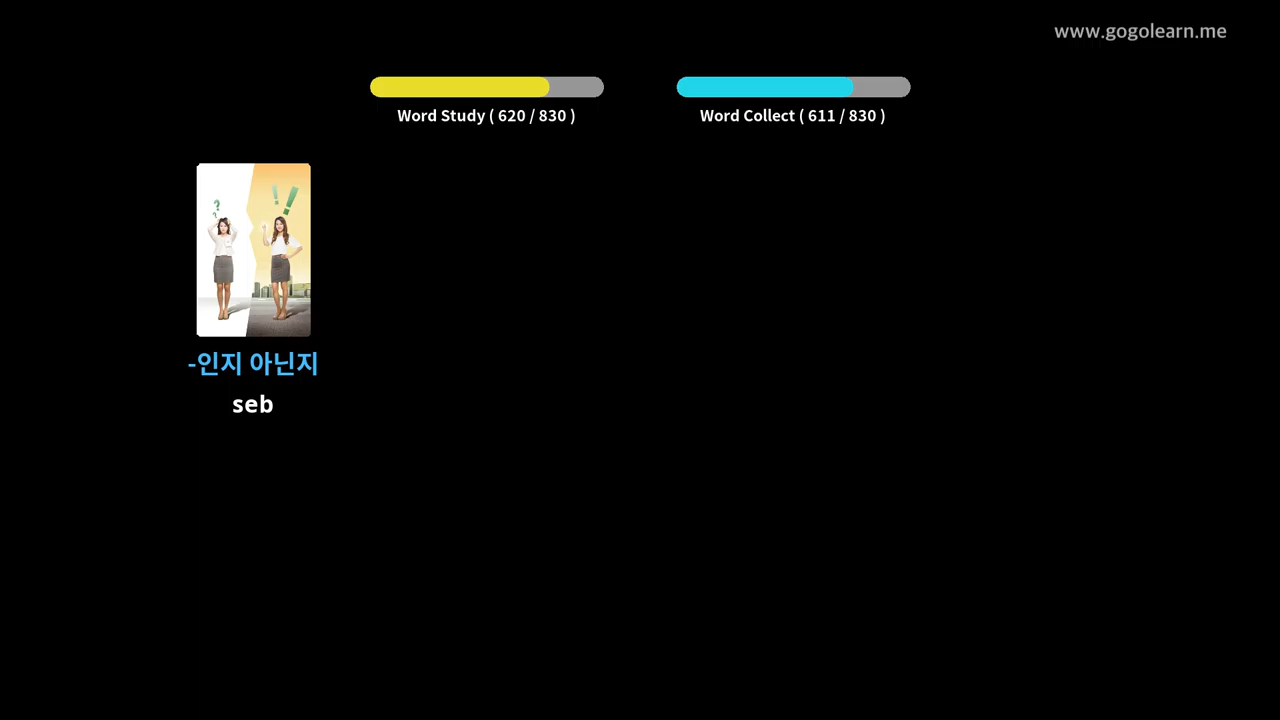 www.gogolearn.me
Word Study ( 620 / 830 )
Word Collect ( 611 / 830 )
-인지 아닌지
seb